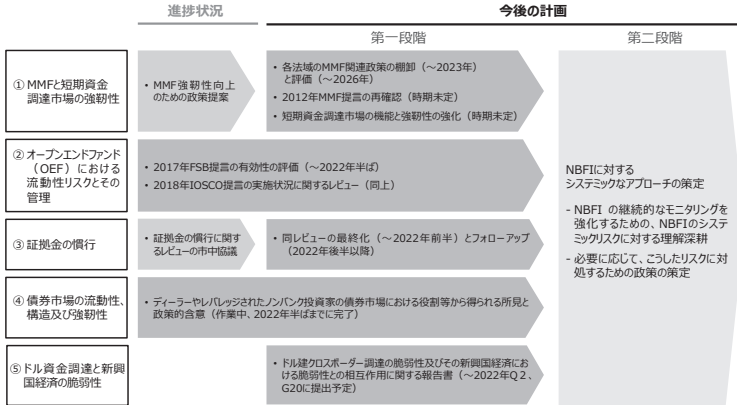 進捗状況
今後の計画
第一段階
第二段階
① MMFと短期資金
調達市場の強靭性
・ MMF強靭性向上
のための政策提案
・ 各法域のMMF関連政策の棚卸（～2023年）
と評価（～2026年）
・ 2012年MMF提言の再確認（時期未定）
・ 短期資金調達市場の機能と強靭性の強化（時期未定）
② オープンエンドファンド
（OEF）における
流動性リスクとその
管理
・ 2017年FSB提言の有効性の評価（～2022年半ば）
・ 2018年IOSCO提言の実施状況に関するレビュー（同上）
③ 証拠金の慣行
・ 証拠金の慣行に関す
るレビューの市中協議
・ 同レビューの最終化（～2022年前半）とフォローアップ
（2022年後半以降）
④ 債券市場の流動性、
構造及び強靭性
・ ディーラーやレバレッジされたノンバンク投資家の債券市場における役割等から得られる所見と
政策的含意（作業中、2022年半ばまでに完了）
⑤ ドル資金調達と新興
国経済の脆弱性
・ ドル建クロスボーダー調達の脆弱性及びその新興国経済にお
ける脆弱性との相互作用に関する報告書（～2022年Q２、
G20に提出予定）
NBFIに対する
システミックなアプローチの策定
- NBFI の継続的なモニタリングを
強化するための、NBFIのシステ
ミックリスクに対する理解深耕
- 必要に応じて、こうしたリスクに対
処するための政策の策定